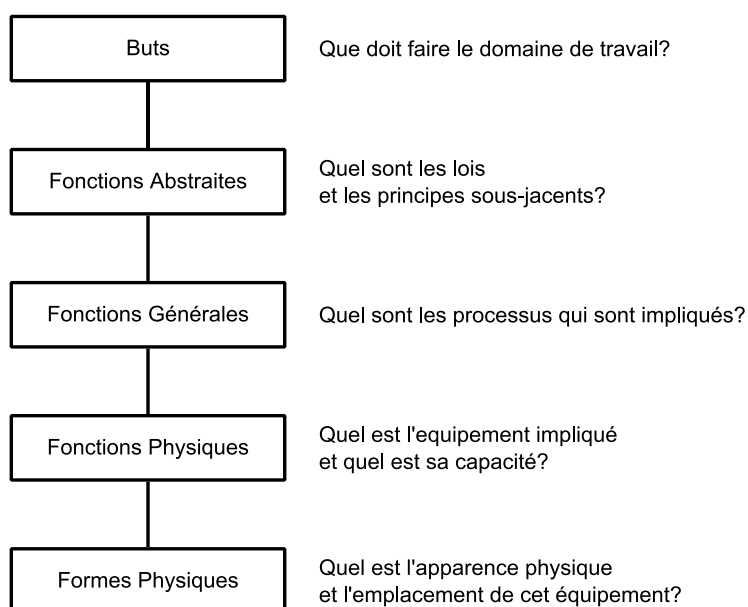 Buts
Que doit faire le domaine de travail?
Fonctions Abstraites
Quel sont les lois
et les principes sous-jacents?
Fonctions Générales
Quel sont les processus qui sont impliqués?
Fonctions Physiques
Quel est l'equipement impliqué
et quel est sa capacité?
Formes Physiques
Quel est l'apparence physique
et l'emplacement de cet équipement?